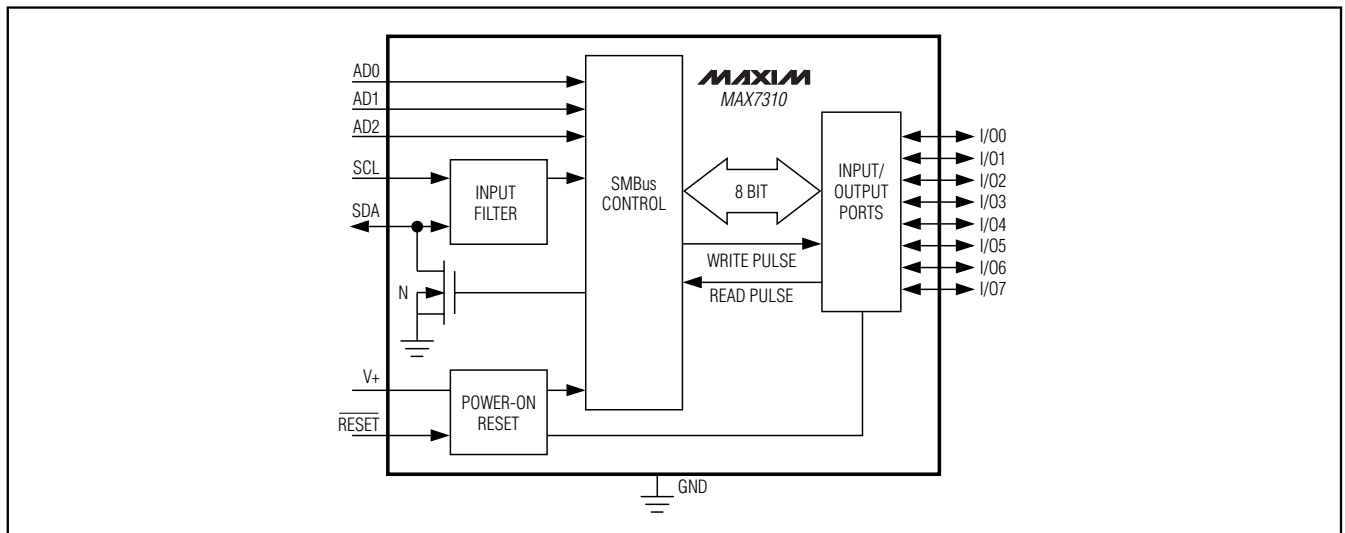 AD0
AD1
AD2
SCL
SDA
INPUT
FILTER
N
V+
RESET
POWER-ON
RESET
SMBus
CONTROL
MAXIM
MAX7310
8 BIT
WRITE PULSE
READ PULSE
INPUT/
OUTPUT
PORTS
I/O0
I/O1
I/O2
I/O3
I/O4
I/O5
I/O6
I/O7
GND